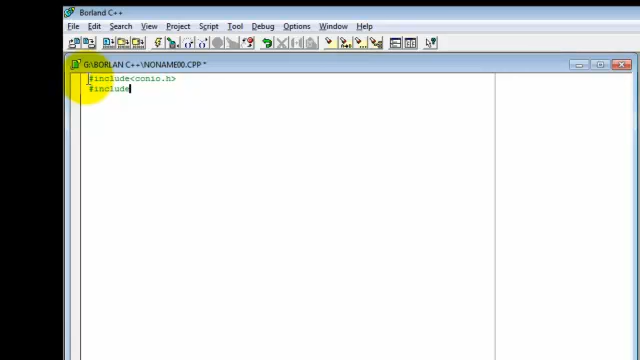 Borland C++
File Edit Search View Project Script Tool Debug Options Window Help
G:\BORLAN C++\NONAME00.CPP *
#include<conio.h>
#include